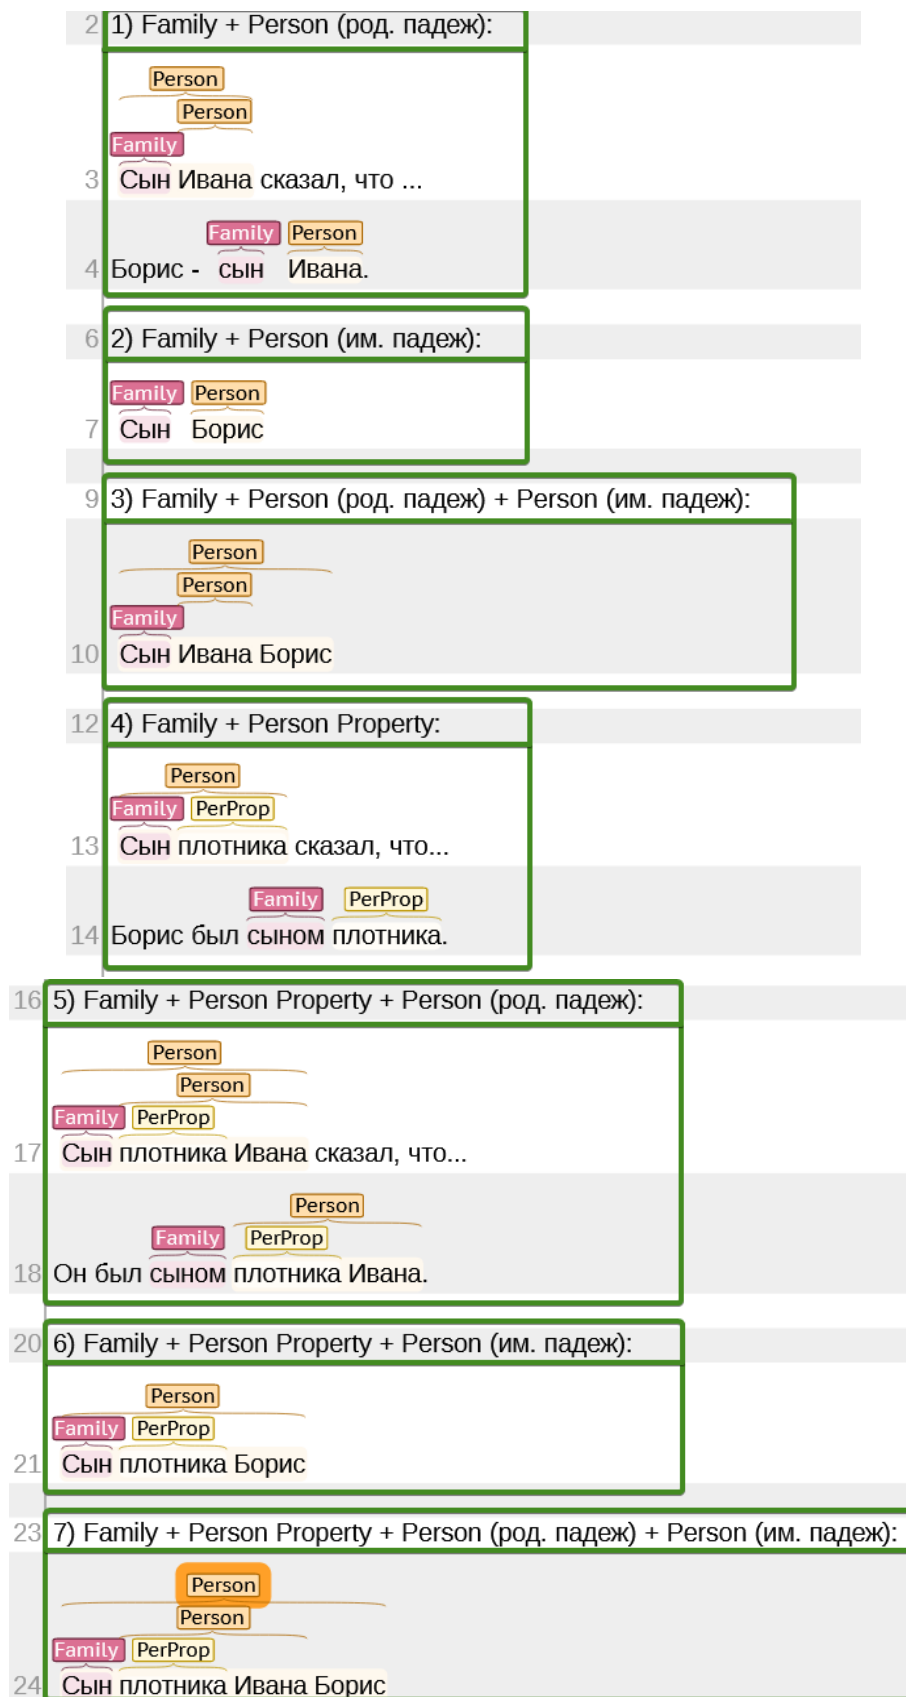 2 1) Family + Person (род. падеж):
Person
Person
Family
3 Сын Ивана сказал, что ...
Family Person
4 Борис - сын Ивана.
6 2) Family + Person (им. падеж):
Family Person
7 Сын Борис
9 3) Family + Person (род. падеж) + Person (им. падеж):
Person
Person
Family
10 Сын Ивана Борис
12 4) Family + Person Property:
Person
Family PerProp
13 Сын плотника сказал, что...
Family PerProp
14 Борис был сыном плотника.
16 5) Family + Person Property + Person (род. падеж):
Person
Person
Family PerProp
17 Сын плотника Ивана сказал, что...
Person
Family PerProp
18 Он был сыном плотника Ивана.
20 6) Family + Person Property + Person (им. падеж):
Person
Family PerProp
21 Сын плотника Борис
23 7) Family + Person Property + Person (род. падеж) + Person (им. падеж):
Person
Person
Family PerProp
24 Сын плотника Ивана Борис